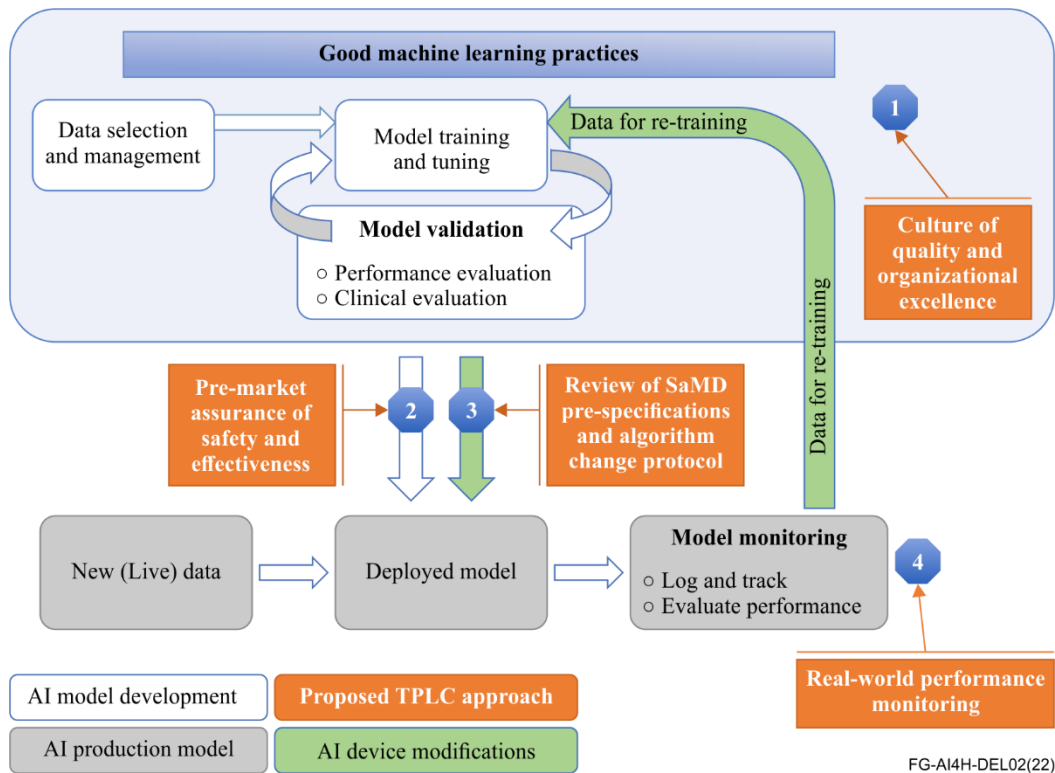 Good machine learning practices
Data selection
and management
Model training
and tuning
Data for re-training
1
Model validation
○ Performance evaluation
○ Clinical evaluation
Culture of
quality and
organizational
excellence
Data for re-training
Pre-market
assurance of
safety and
effectiveness
2
3
Review of SaMD
pre-specifications
and algorithm
change protocol
New (Live) data
Deployed model
Model monitoring
○ Log and track
○ Evaluate performance
4
Real-world performance
monitoring
AI model development
Proposed TPLC approach
AI production model
AI device modifications
FG-AI4H-DEL02(22)